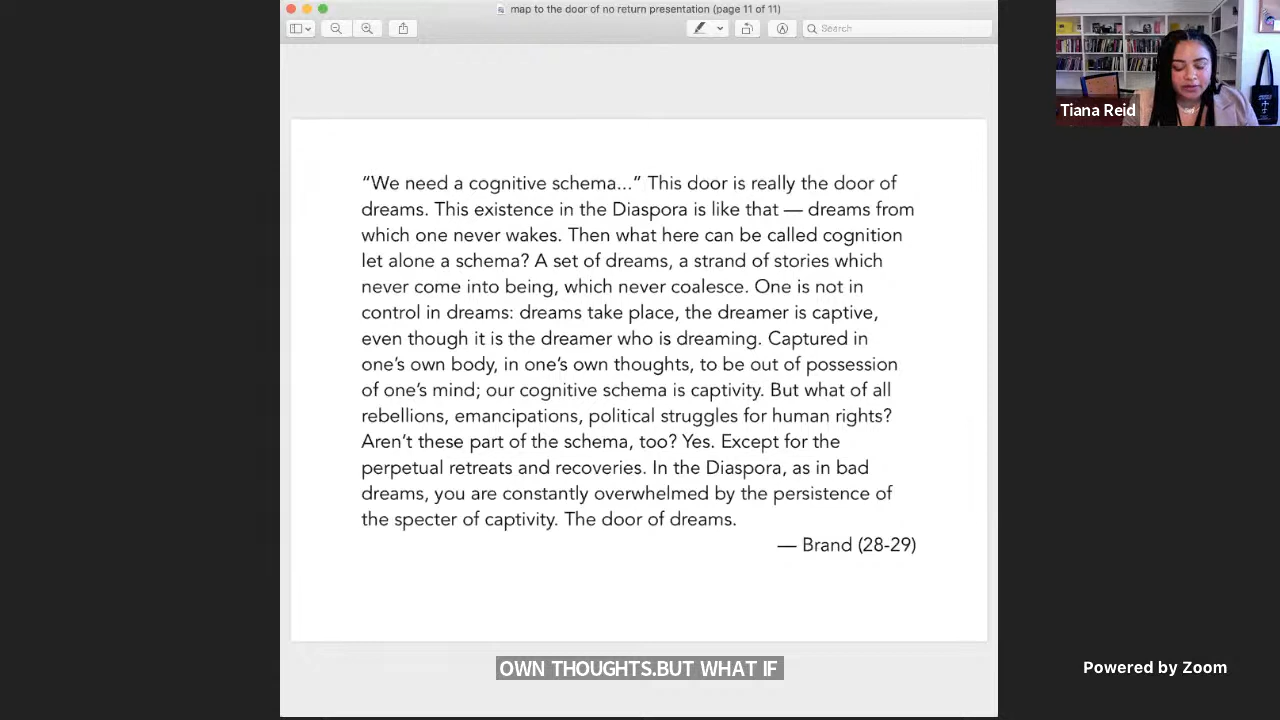 map to the door of no return presentation (page 11 of 11)
Search
Tiana Reid
“We need a cognitive schema...” This door is really the door of
dreams. This existence in the Diaspora is like that — dreams from
which one never wakes. Then what here can be called cognition
let alone a schema? A set of dreams, a strand of stories which
never come into being, which never coalesce. One is not in
control in dreams: dreams take place, the dreamer is captive,
even though it is the dreamer who is dreaming. Captured in
one’s own body, in one’s own thoughts, to be out of possession
of one’s mind; our cognitive schema is captivity. But what of all
rebellions, emancipations, political struggles for human rights?
Aren’t these part of the schema, too? Yes. Except for the
perpetual retreats and recoveries. In the Diaspora, as in bad
dreams, you are constantly overwhelmed by the persistence of
the specter of captivity. The door of dreams.
— Brand (28-29)
OWN THOUGHTS.BUT WHAT IF
Powered by Zoom